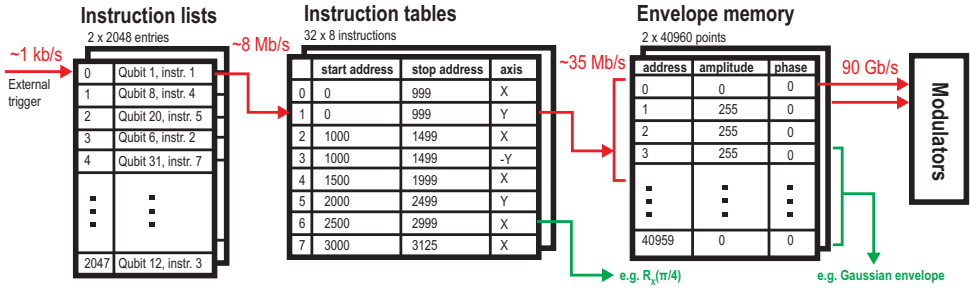 Instruction lists
2 x 2048 entries
~1 kb/s
External
trigger
0 Qubit 1, instr. 1
1 Qubit 8, instr. 4
2 Qubit 20, instr. 5
3 Qubit 6, instr. 2
4 Qubit 31, instr. 7
2047 Qubit 12, instr. 3
~8 Mb/s
Instruction tables
32 x 8 instructions
start address stop address axis
0 0 999 X
1 0 999 Y
2 1000 1499 X
3 1000 1499 -Y
4 1500 1999 X
5 2000 2499 Y
6 2500 2999 X
7 3000 3125 X
e.g. Rx(π/4)
~35 Mb/s
Envelope memory
2 x 40960 points
address amplitude phase
0 0 0
1 255 0
2 255 0
3 255 0
40959 0 0
e.g. Gaussian envelope
90 Gb/s
Modulators